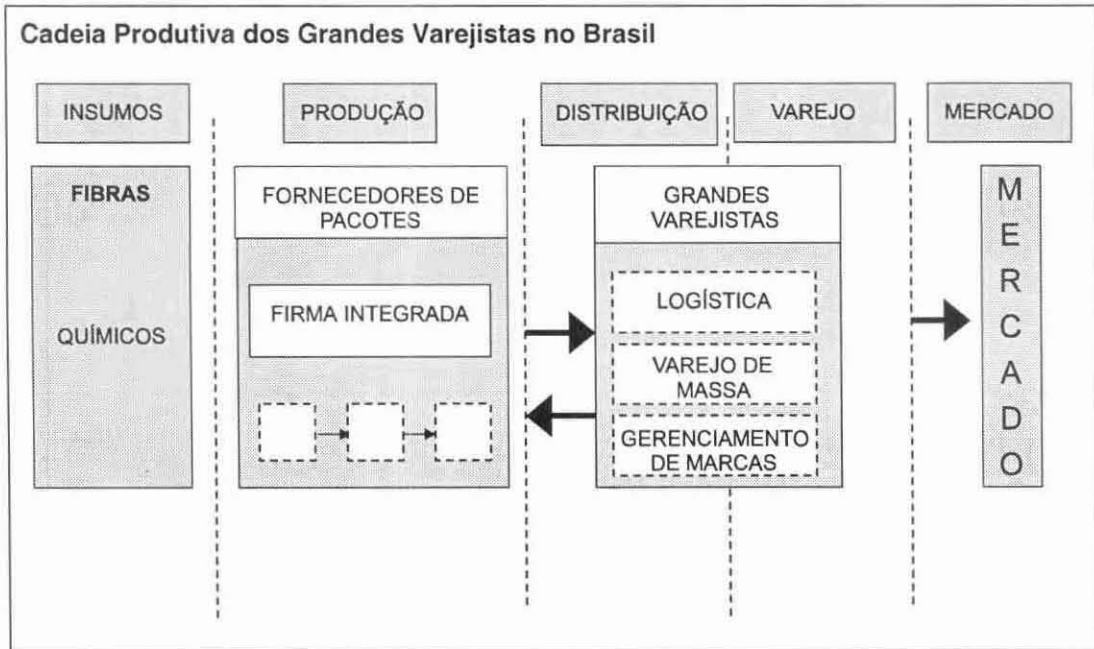 Cadeia Produtiva dos Grandes Varejistas no Brasil
INSUMOS
PRODUÇÃO
DISTRIBUIÇÃO
VAREJO
MERCADO
FIBRAS
QUÍMICOS
FORNECEDORES DE
PACOTES
FIRMA INTEGRADA
GRANDES
VAREJISTAS
LOGÍSTICA
VAREJO DE
MASSA
GERENCIAMENTO
DE MARCAS
M
E
R
C
A
D
O